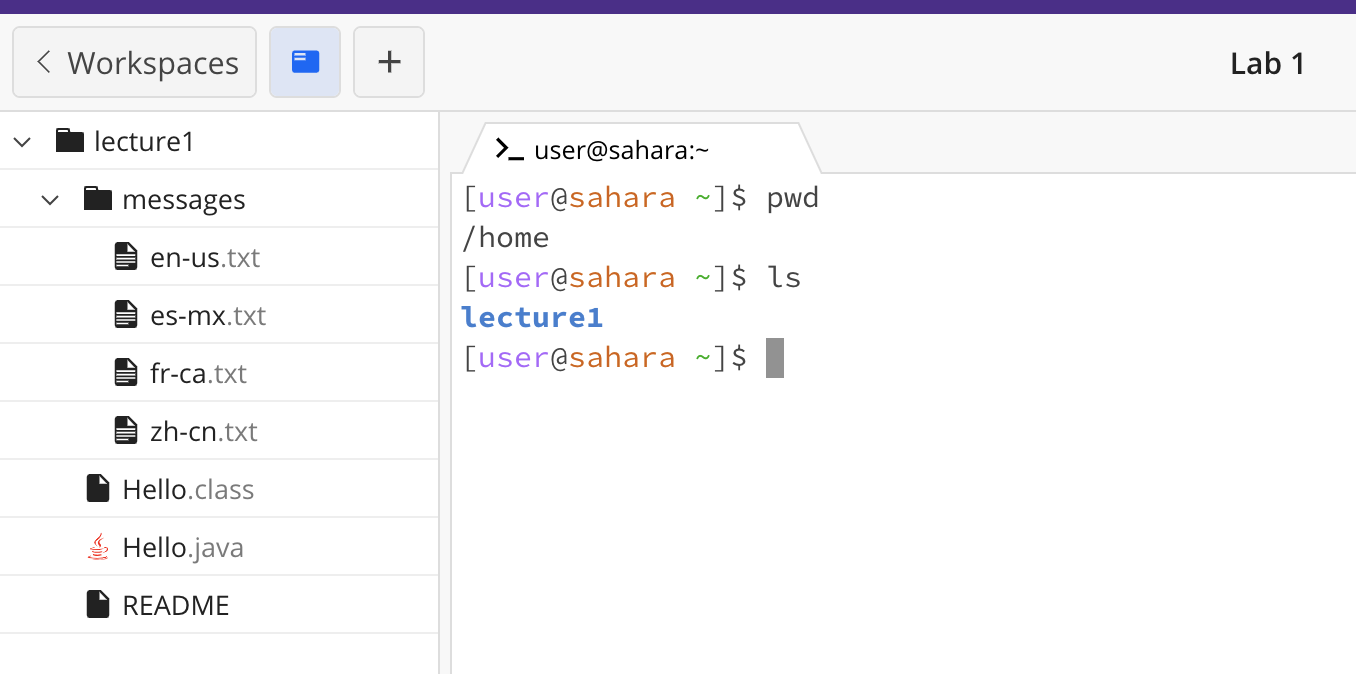 Workspaces
Lab 1
lecture1
messages
en-us.txt
es-mx.txt
fr-ca.txt
zh-cn.txt
Hello.class
Hello.java
README
user@sahara:~
[user@sahara ~]$ pwd
/home
[user@sahara ~]$ ls
lecture1
[user@sahara ~]$